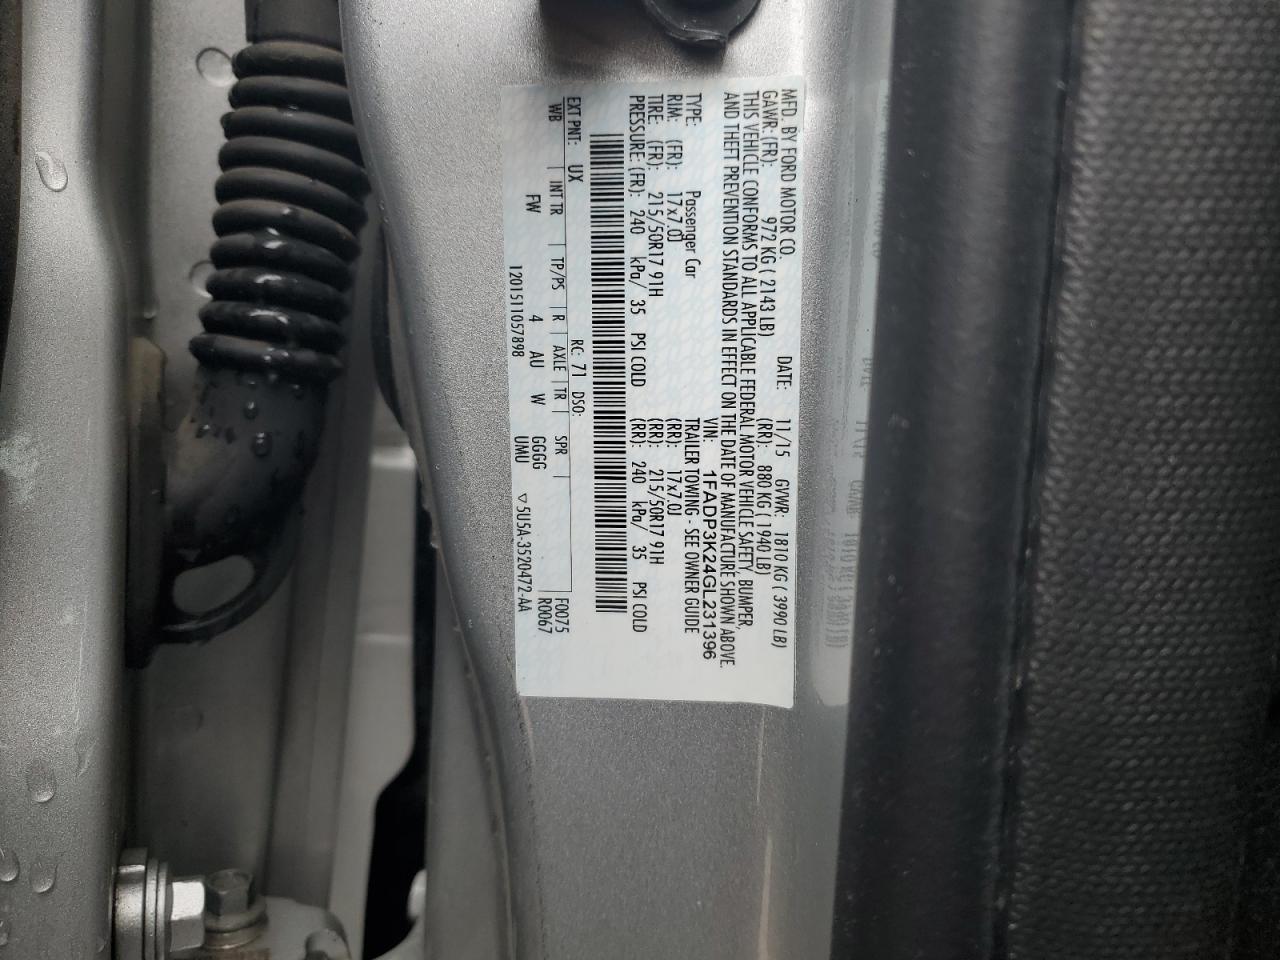 MFD. BY FORD MOTOR CO.
DATE: 11/15 GVWR: 1810 KG ( 3990 LB)
GAWR: (FR): 972 KG ( 2143 LB) (RR): 880 KG ( 1940 LB)
THIS VEHICLE CONFORMS TO ALL APPLICABLE FEDERAL MOTOR VEHICLE SAFETY, BUMPER,
AND THEFT PREVENTION STANDARDS IN EFFECT ON THE DATE OF MANUFACTURE SHOWN ABOVE.
VIN: 1FADP3K24GL231396
TYPE: Passenger Car TRAILER TOWING - SEE OWNER GUIDE
RIM: (FR): 17x7.0J (RR): 17x7.0J
TIRE: (FR): 215/50R17 91H (RR): 215/50R17 91H
PRESSURE: (FR): 240 kPa/ 35 PSI COLD (RR): 240 kPa/ 35 PSI COLD
EXT PNT: UX RC: 71 DSO:
WB INT TR TP/PS R AXLE TR SPR F0075
FW 4 AU W GGGG R0067
1201511057898 UMU ▽5U5A-3520472-AA